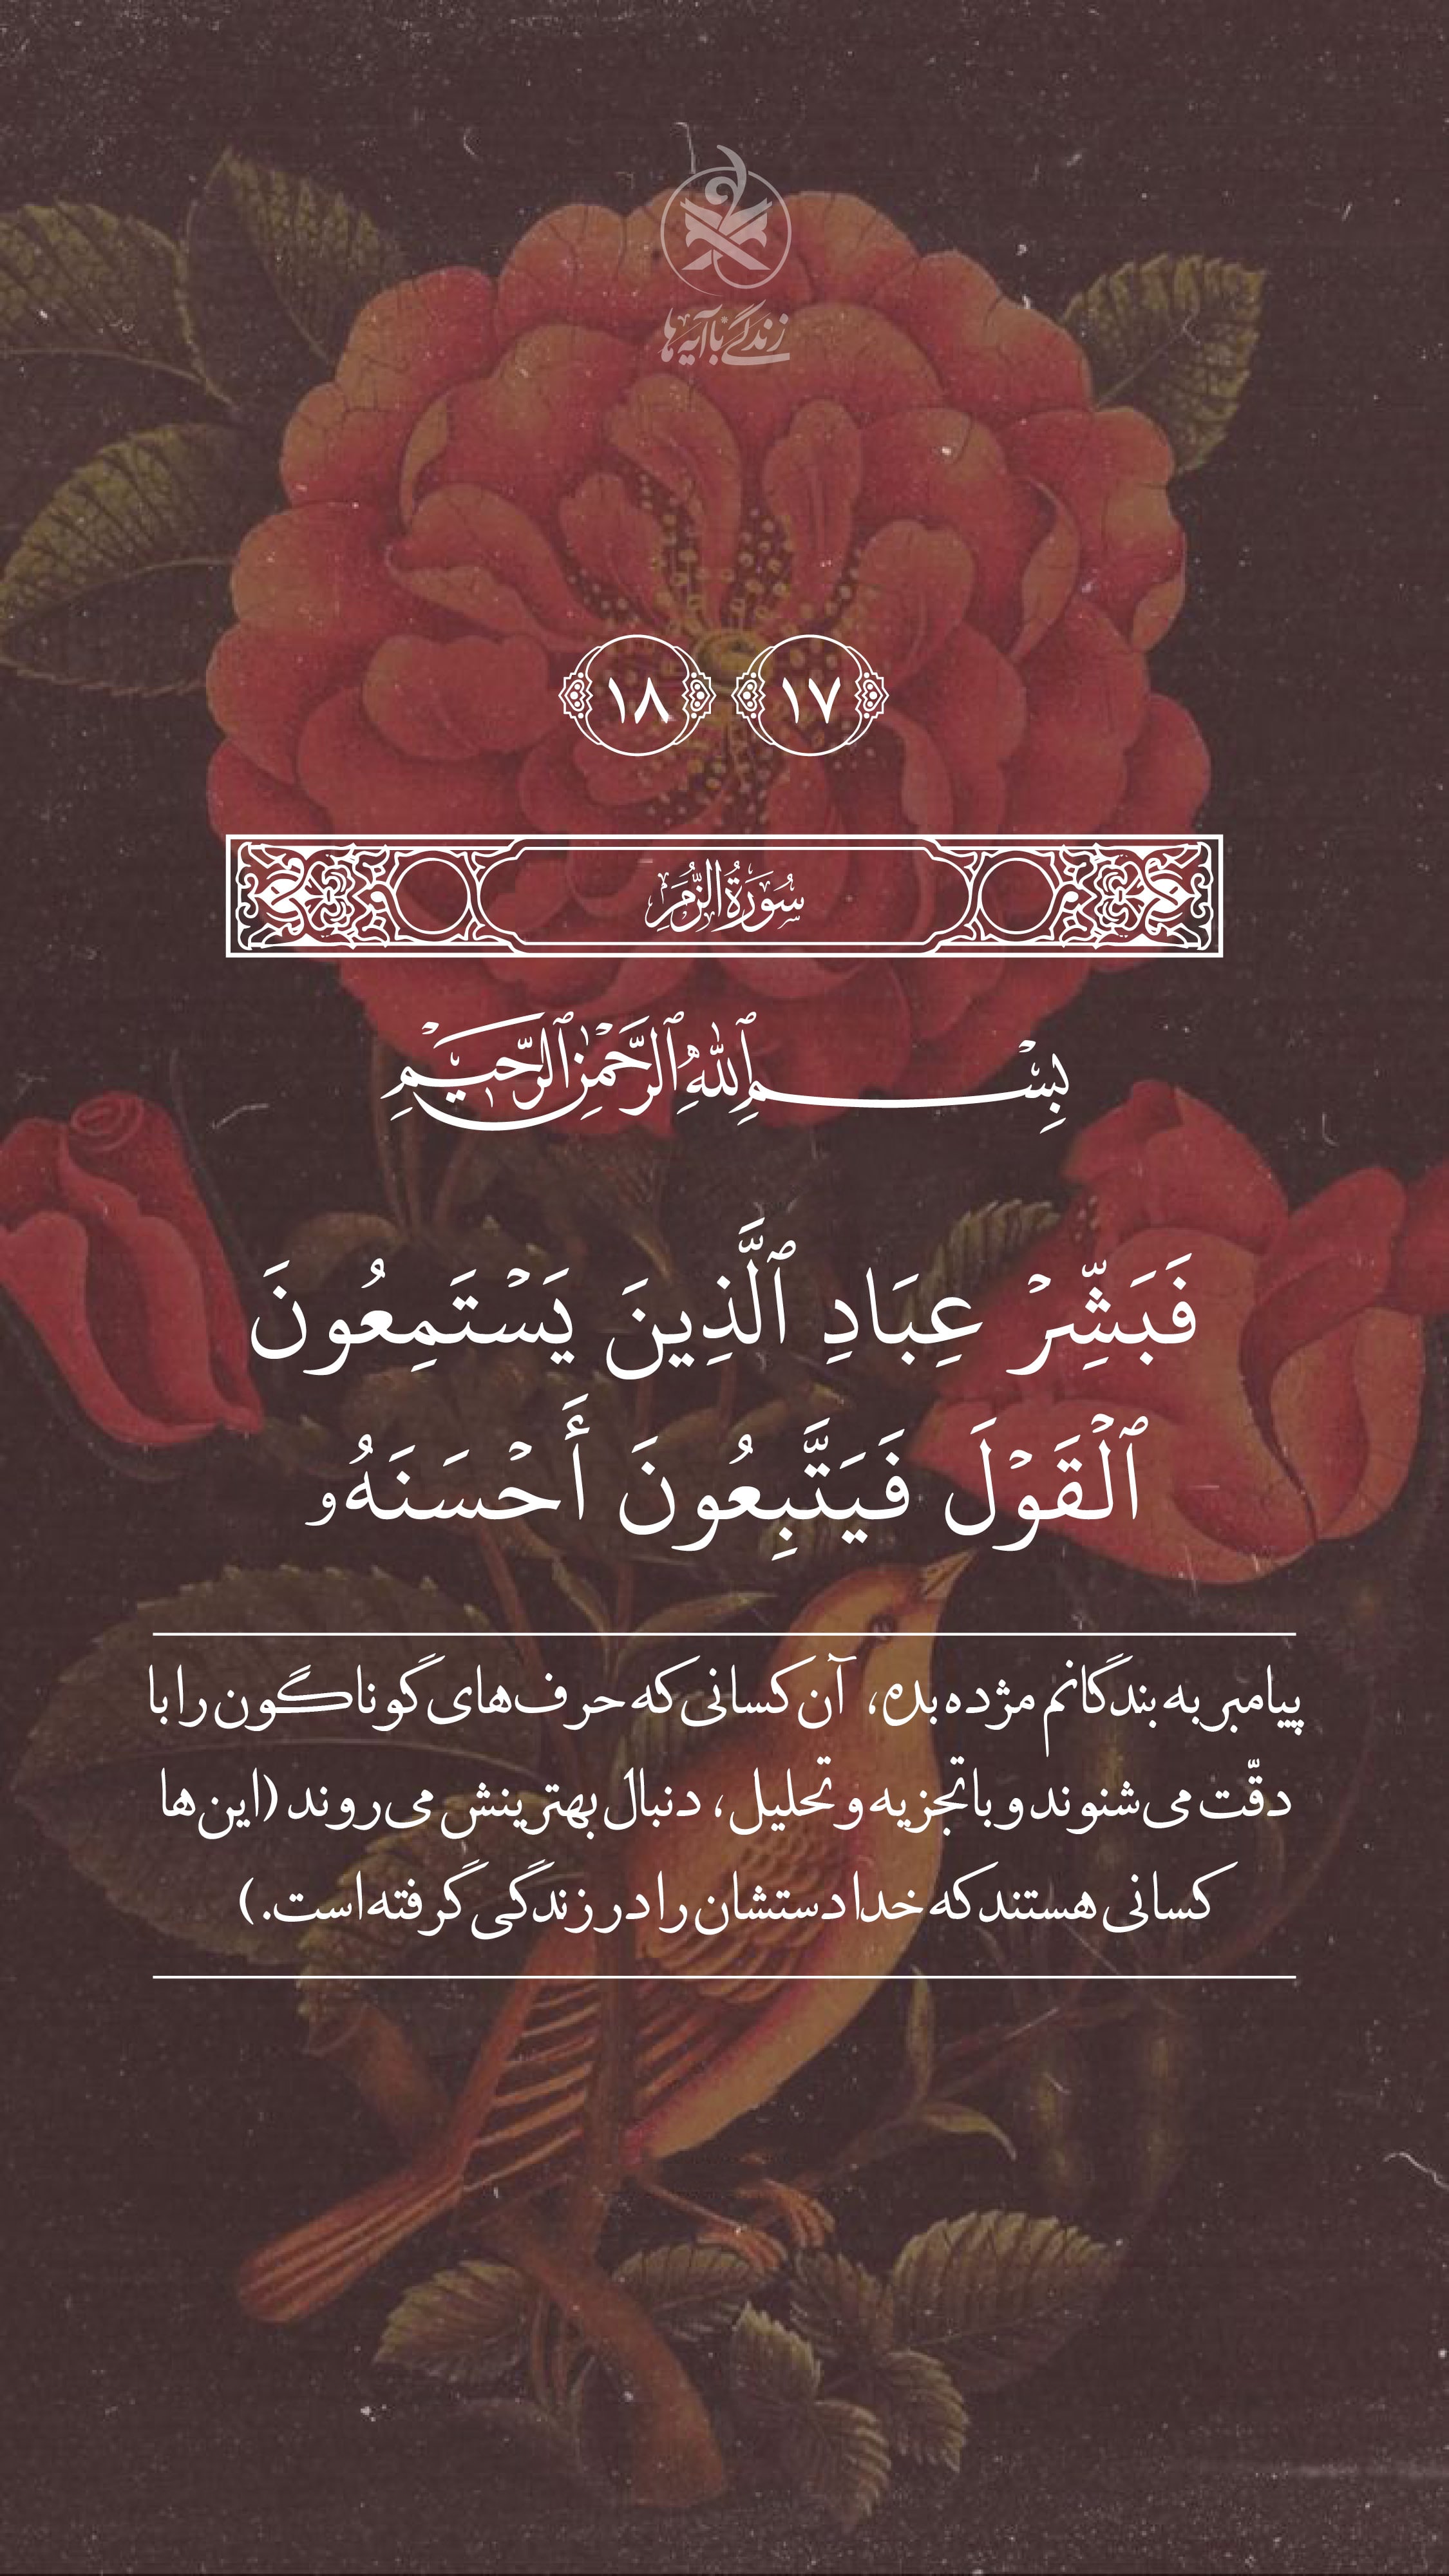 زندگی با آیه‌ها
۱۷ ۱۸
سُورَةُ الزُّمَرِ
بِسْمِ ٱللَّهِ ٱلرَّحْمَٰنِ ٱلرَّحِيمِ
فَبَشِّرْ عِبَادِ ٱلَّذِينَ يَسْتَمِعُونَ
ٱلْقَوْلَ فَيَتَّبِعُونَ أَحْسَنَهُۥ
پیامبر به بندگانم مژده بده، آن کسانی که حرف‌های گوناگون را با
دقّت می‌شنوند و با تجزیه و تحلیل، دنبال بهترینش می‌روند (این‌ها
کسانی هستند که خدا دستشان را در زندگی گرفته است.)